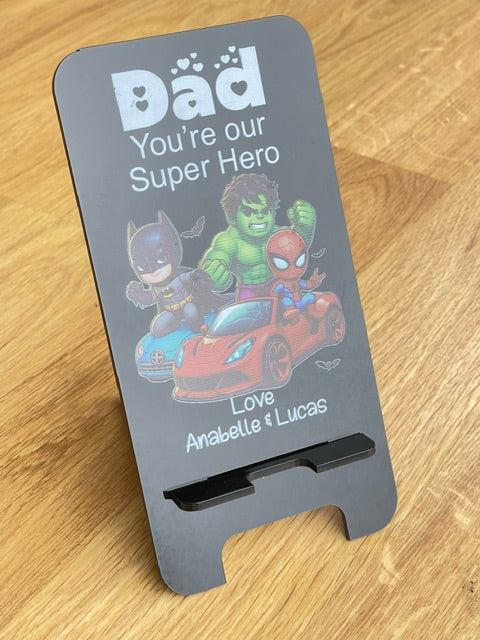 Dad
You're our
Super Hero
Love
Anabelle & Lucas